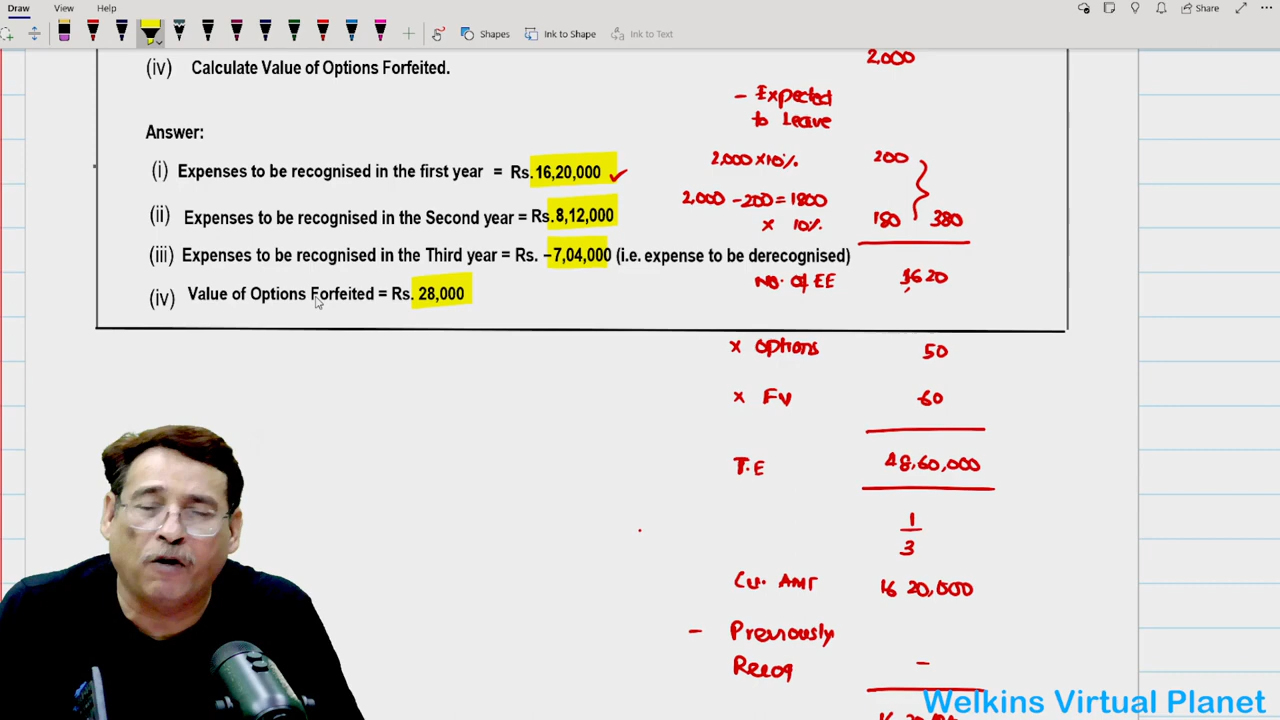 Draw View Help
Share
Shapes Ink to Shape Ink to Text
(iv) Calculate Value of Options Forfeited.
2,000
- Expected
to Leave
Answer:
2,000 x 10% 200
(i) Expenses to be recognised in the first year = Rs. 16,20,000
2,000 - 200 = 1800
x 10% 180 380
(ii) Expenses to be recognised in the Second year = Rs. 8,12,000
(iii) Expenses to be recognised in the Third year = Rs. −7,04,000 (i.e. expense to be derecognised)
No. of EE 1620
(iv) Value of Options Forfeited = Rs. 28,000
x options 50
x FV 60
T.E 48,60,000
1
3
Cu. AMT 16 20,000
- Previously
Recog -
Welkins Virtual Planet